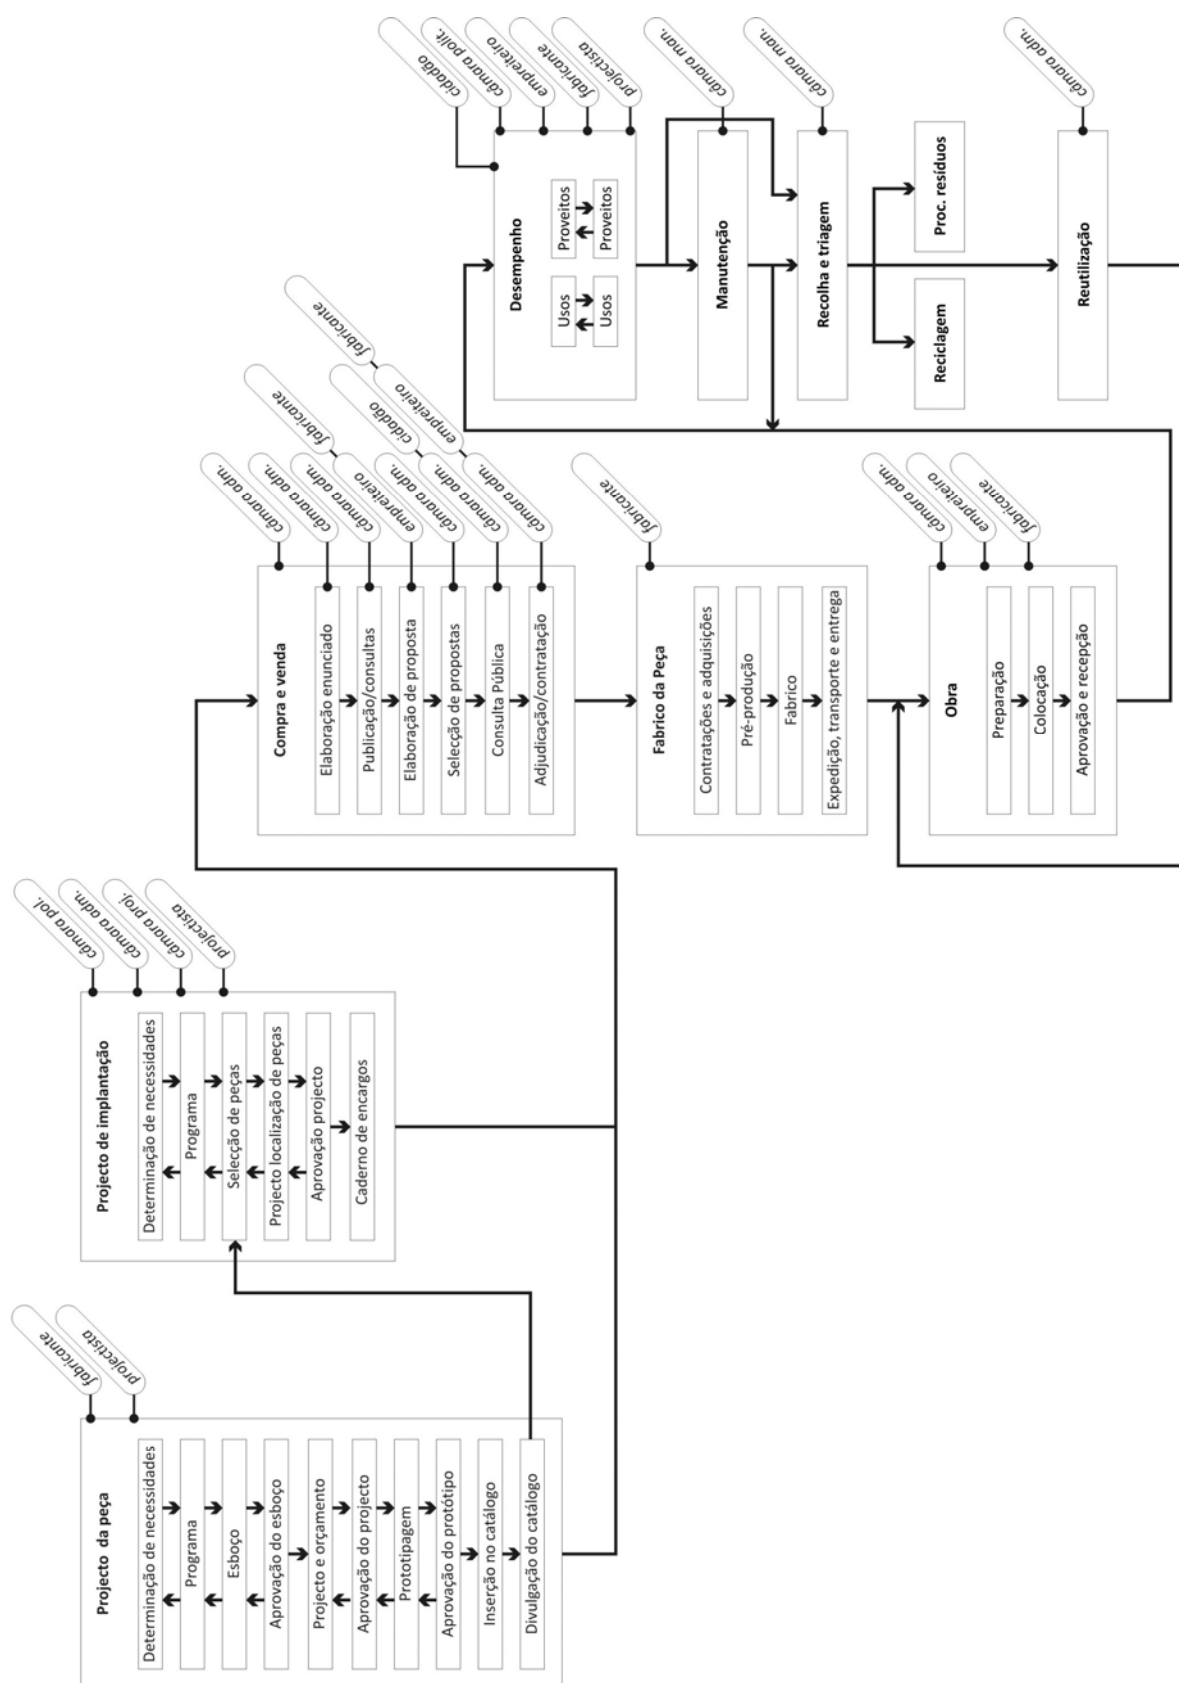 fabricante
projectista
Projecto da peça
Determinação de necessidades
Programa
Esboço
Aprovação do esboço
Projecto e orçamento
Aprovação do projecto
Prototipagem
Aprovação do protótipo
Inserção no catálogo
Divulgação do catálogo
câmara pol.
câmara adm.
câmara proj.
projectista
Projecto de implantação
Determinação de necessidades
Programa
Selecção de peças
Projecto localização de peças
Aprovação projecto
Caderno de encargos
câmara adm.
câmara adm.
câmara adm.
fabricante
empreiteiro
câmara adm.
cidadão
câmara adm.
fabricante
empreiteiro
câmara adm.
Compra e venda
Elaboração enunciado
Publicação/consultas
Elaboração de proposta
Selecção de propostas
Consulta Pública
Adjudicação/contratação
fabricante
Fabrico da Peça
Contratações e adquisições
Pré-produção
Fabrico
Expedição, transporte e entrega
câmara adm.
empreiteiro
fabricante
Obra
Preparação
Colocação
Aprovação e recepção
cidadão
câmara polit.
empreiteiro
fabricante
projectista
Desempenho
Usos
Usos
Proveitos
Proveitos
câmara man.
Manutenção
câmara man.
Recolha e triagem
Reciclagem
Proc. resíduos
câmara adm.
Reutilização